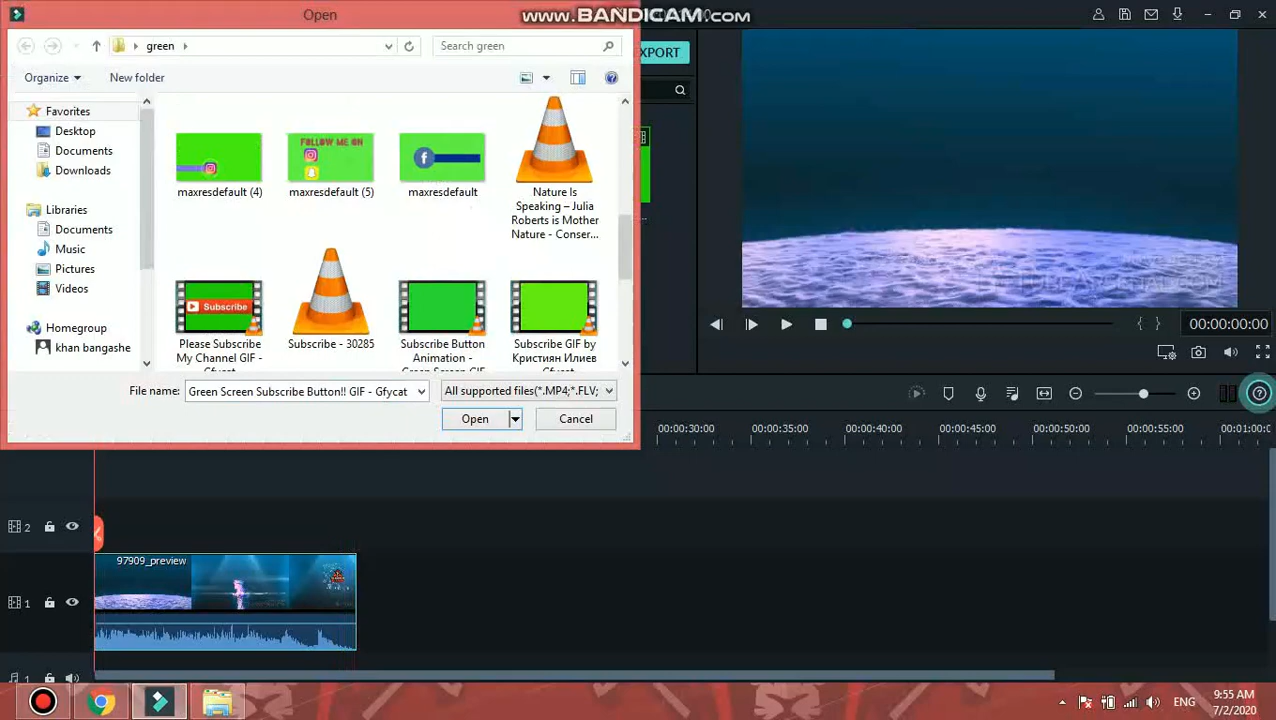 Open
www.BANDICAM.com
green
Search green
EXPORT
Organize
New folder
Favorites
Desktop
Documents
Downloads
Libraries
Documents
Music
Pictures
Videos
Homegroup
khan bangashe
FOLLOW ME ON
maxresdefault (4)
maxresdefault (5)
maxresdefault
Nature Is
Speaking – Julia
Roberts is Mother
Nature - Conser...
Subscribe
Please Subscribe
My Channel GIF -
Gfycat
Subscribe - 30285
Subscribe Button
Animation -
Subscribe GIF by
Кристиян Илиев
File name:
Green Screen Subscribe Button!! GIF - Gfycat
All supported files(*.MP4;*.FLV;
Open
Cancel
00:00:00:00
00:00:30:00
00:00:35:00
00:00:40:00
00:00:45:00
00:00:50:00
00:00:55:00
00:01:00:0
2
97909_preview
1
1
ENG
9:55 AM
7/2/2020